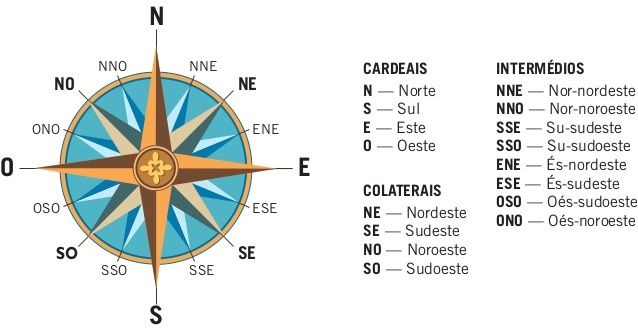 N
NNO
NNE
NO
NE
ONO
ENE
O
E
OSO
ESE
SO
SE
SSO
SSE
S
CARDEAIS
N — Norte
S — Sul
E — Este
O — Oeste
COLATERAIS
NE — Nordeste
SE — Sudeste
NO — Noroeste
SO — Sudoeste
INTERMÉDIOS
NNE — Nor-nordeste
NNO — Nor-noroeste
SSE — Su-sudeste
SSO — Su-sudoeste
ENE — És-nordeste
ESE — És-sudeste
OSO — Oés-sudoeste
ONO — Oés-noroeste